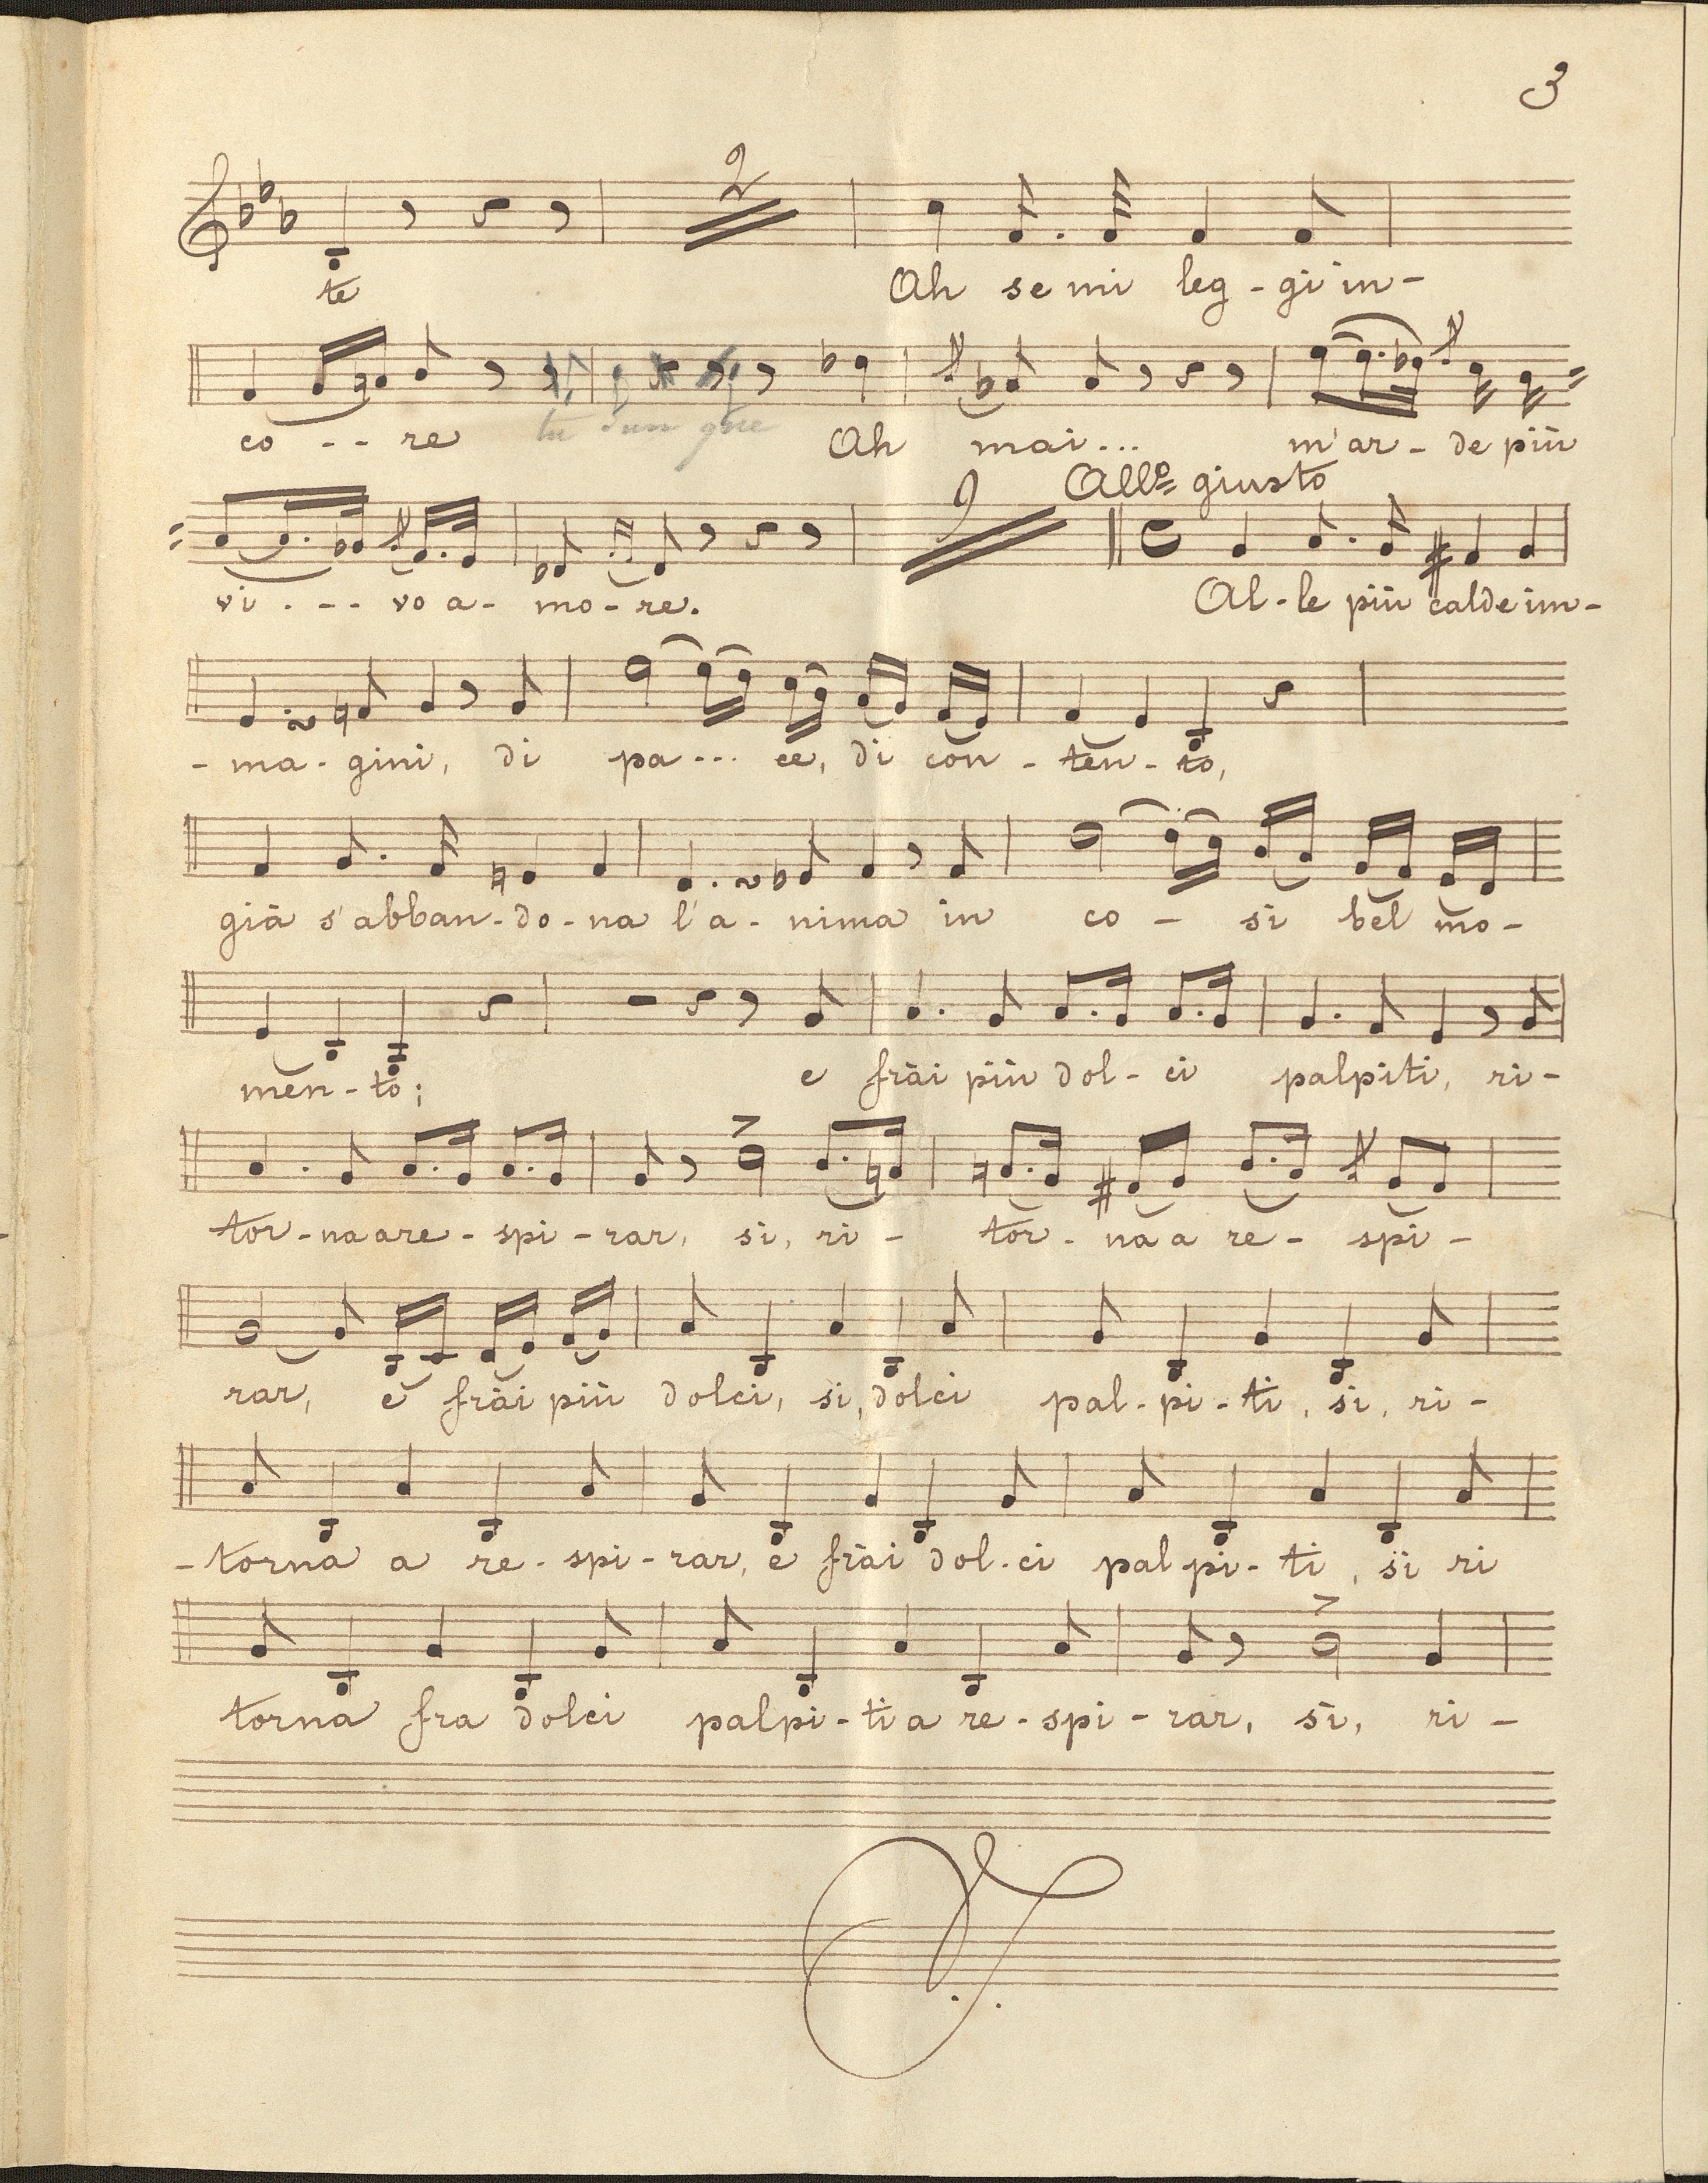 3
2
te Ah se mi leg - gi in -
co - - - re tu dun que Ah mai... m'ar - de più
All.o giusto
2
vi - - - vo a - mo - re. Al - le più calde im -
- ma - gini, di pa - - - ce, di con - ten - to,
già s'abban - do - na l'a - nima in co - sì bel mo -
men - to; e frài più dol - ci palpiti, ri -
tor - na a re - spi - rar, si, ri - tor - na a re - spi -
rar, e frài più dolci, si, dolci pal - pi - ti, si, ri -
- torna a re - spi - rar, e frài dol - ci pal pi - ti, si ri
torna fra dolci palpi - ti a re - spi - rar, sì, ri -